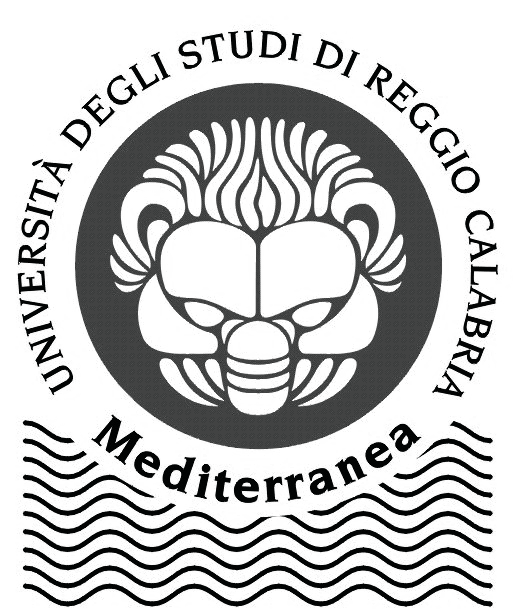 UNIVERSITÀ DEGLI STUDI DI REGGIO CALABRIA
Mediterranea